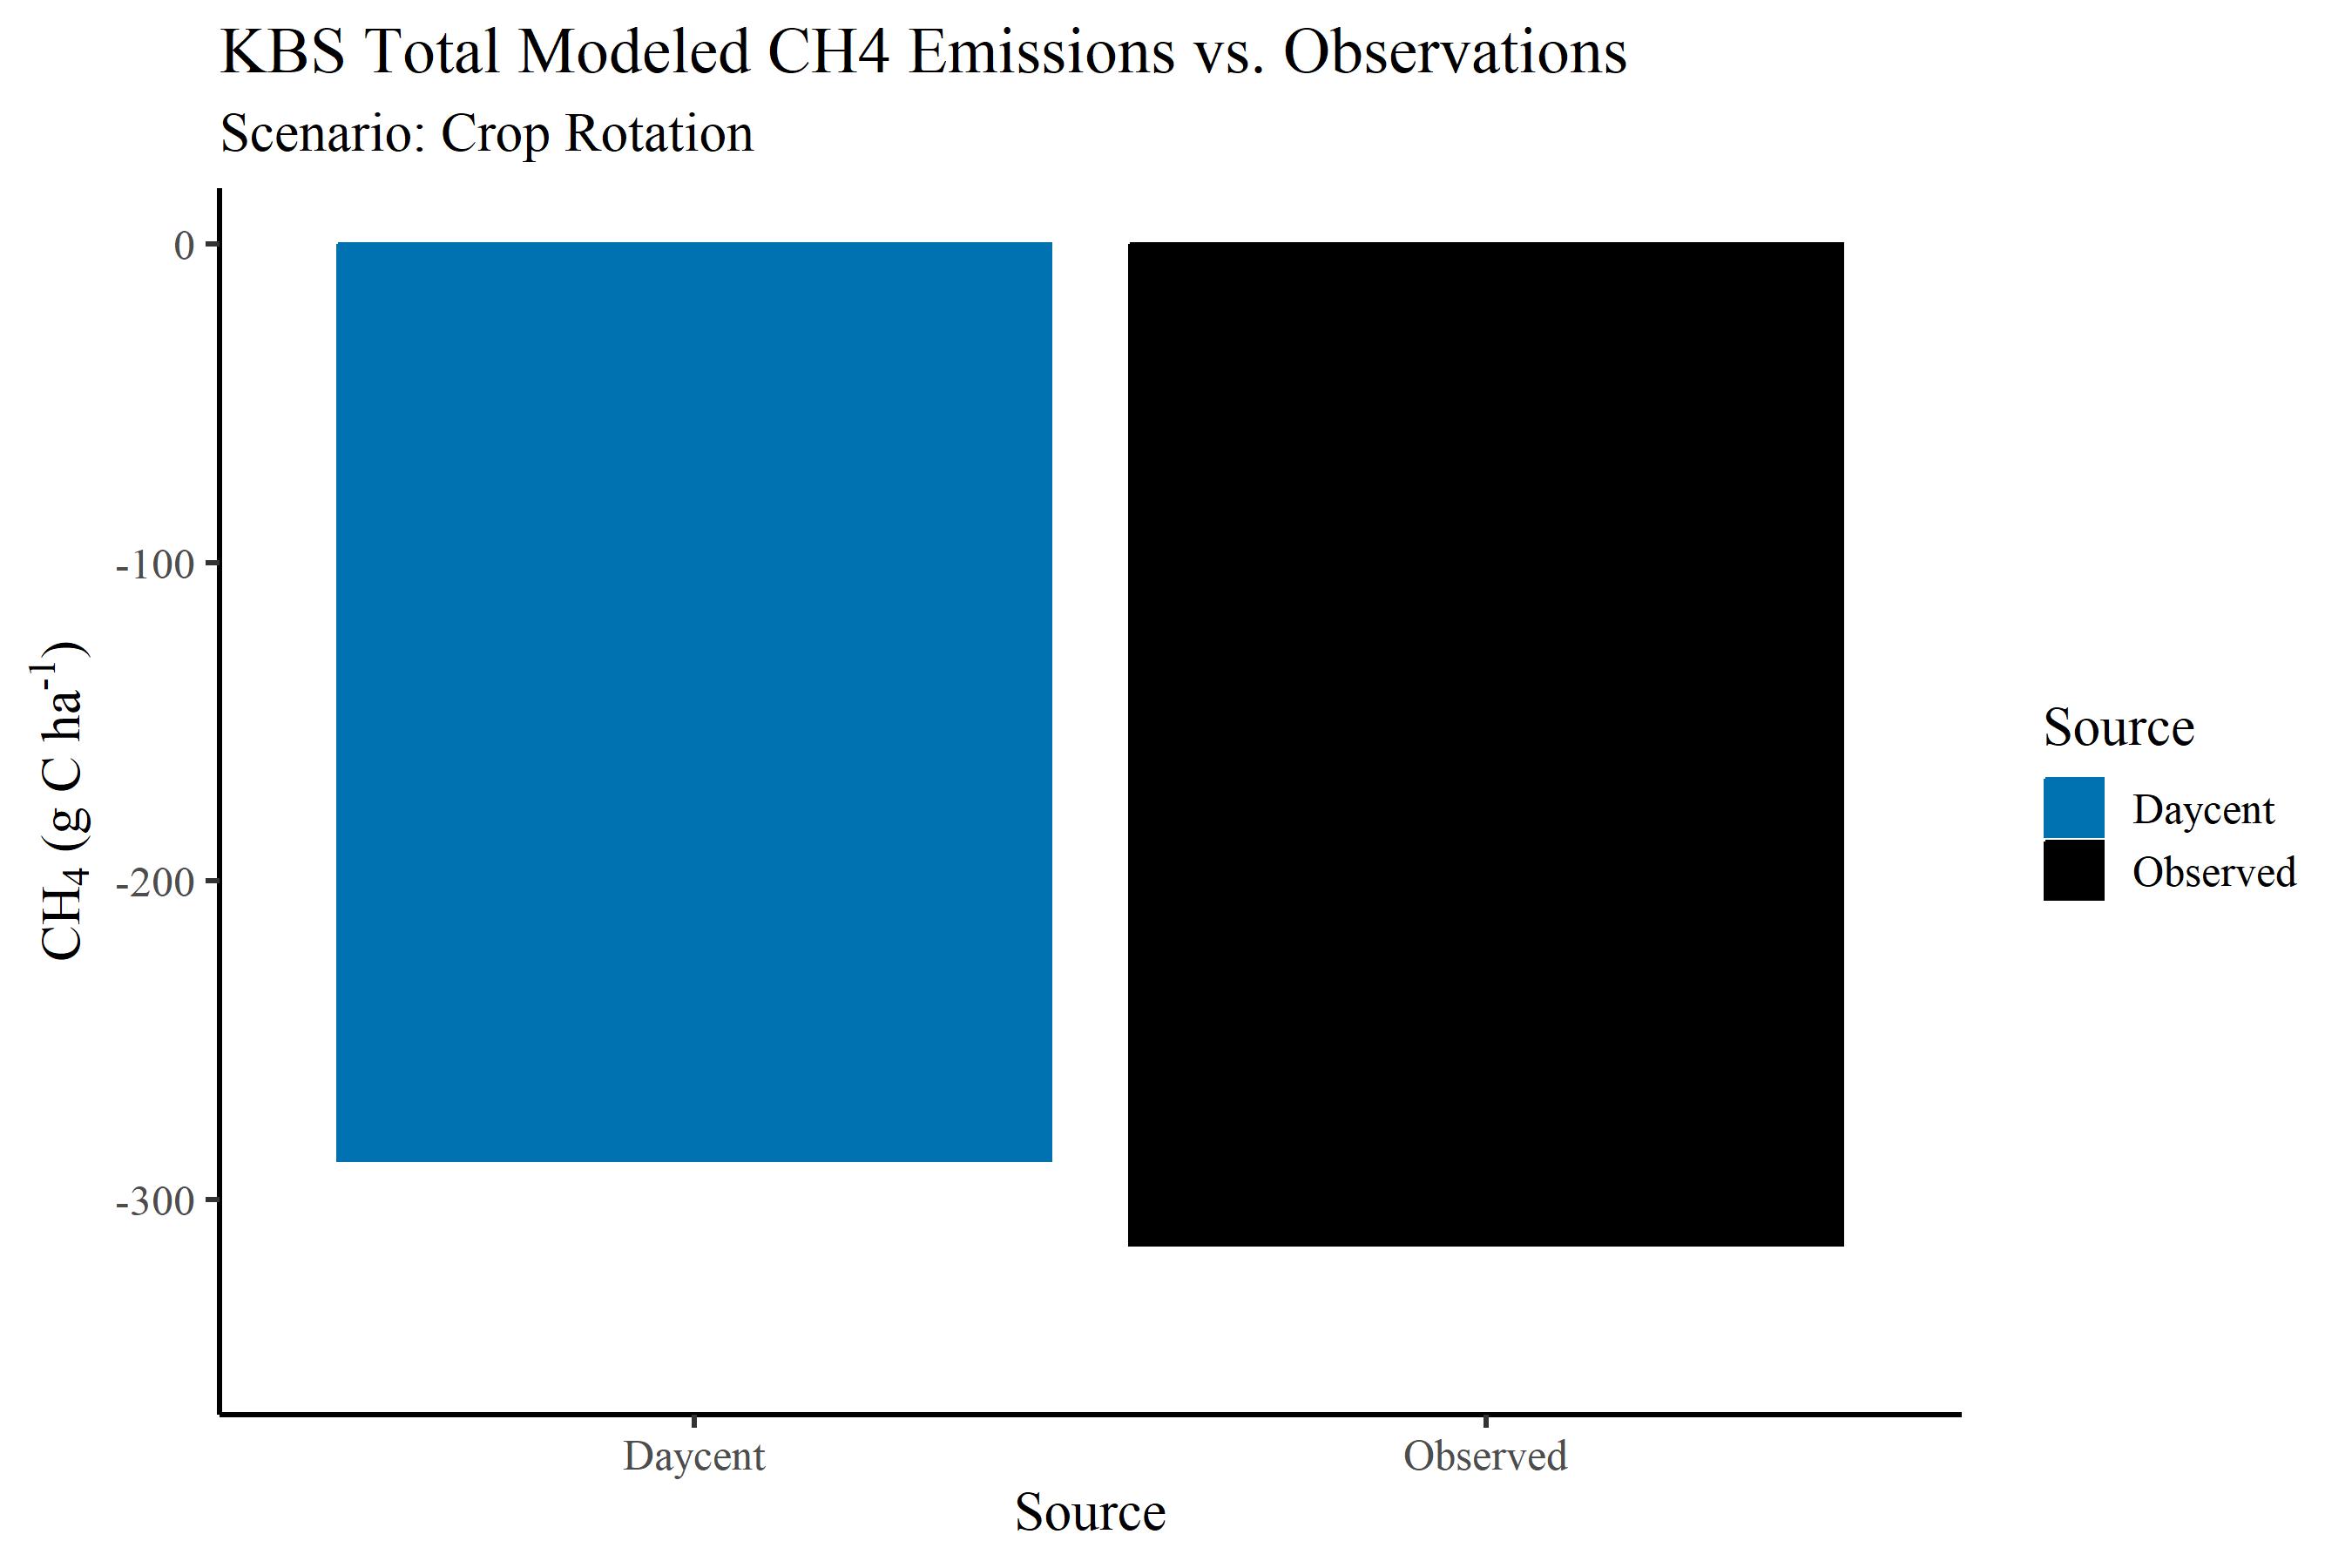 KBS Total Modeled CH4 Emissions vs. Observations
Scenario: Crop Rotation
0
-100
-200
-300
CH₄ (g C ha⁻¹)
Daycent
Observed
Source
Source
Daycent
Observed